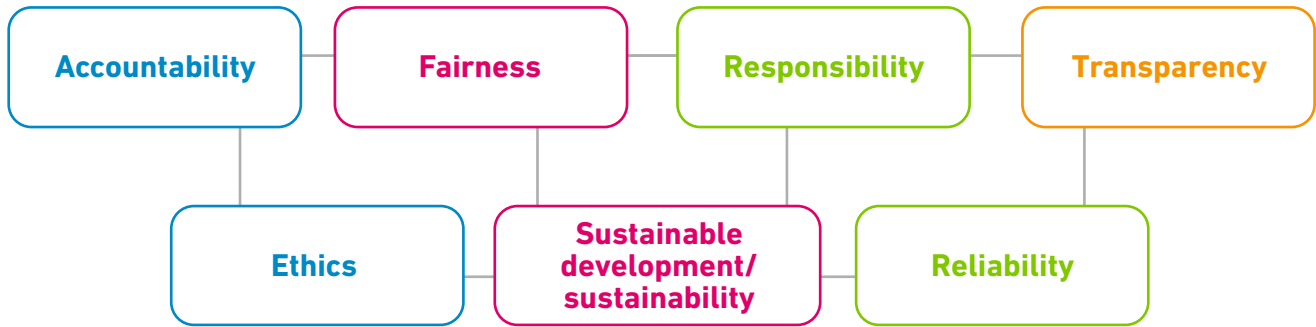 Accountability
Fairness
Responsibility
Transparency
Ethics
Sustainable
development/
sustainability
Reliability